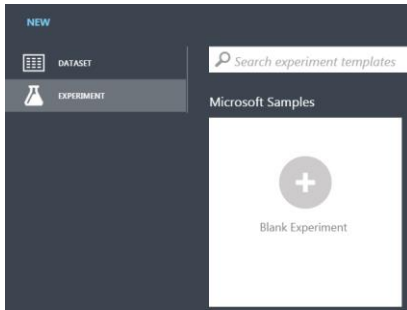 NEW
DATASET
EXPERIMENT
Search experiment templates
Microsoft Samples
Blank Experiment